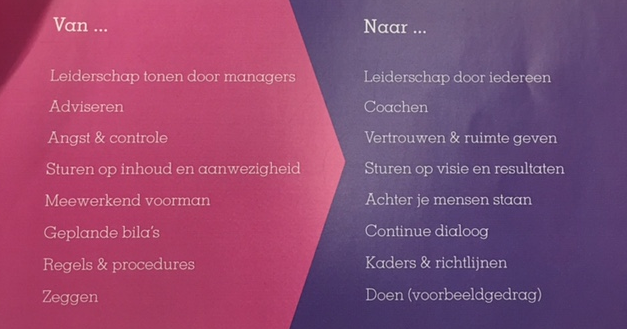 Van ...
Leiderschap tonen door managers
Adviseren
Angst & controle
Sturen op inhoud en aanwezigheid
Meewerkend voorman
Geplande bila's
Regels & procedures
Zeggen
Naar ...
Leiderschap door iedereen
Coachen
Vertrouwen & ruimte geven
Sturen op visie en resultaten
Achter je mensen staan
Continue dialoog
Kaders & richtlijnen
Doen (voorbeeldgedrag)